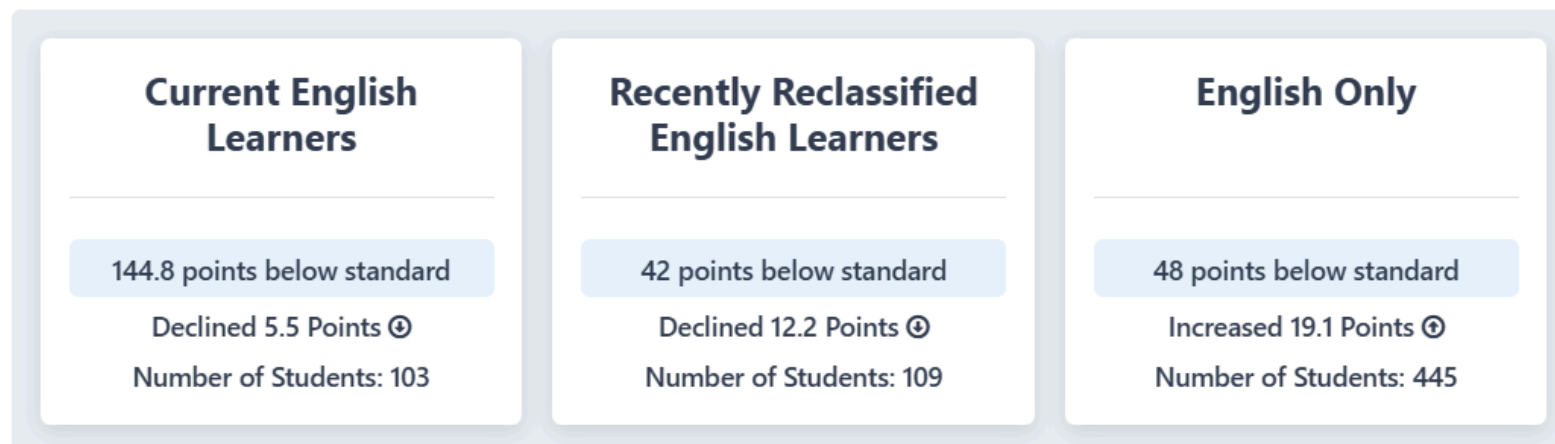 Current English
Learners
144.8 points below standard
Declined 5.5 Points
Number of Students: 103
Recently Reclassified
English Learners
42 points below standard
Declined 12.2 Points
Number of Students: 109
English Only
48 points below standard
Increased 19.1 Points
Number of Students: 445